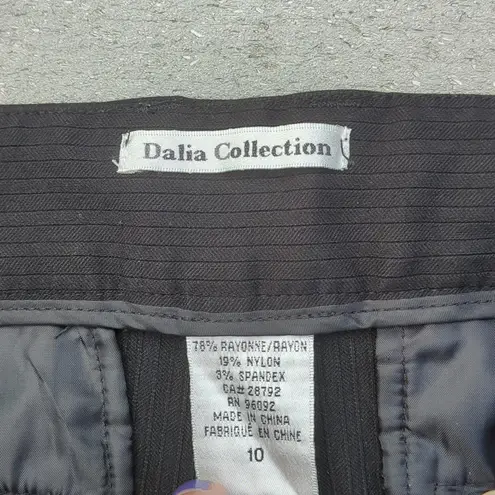 Dalia Collection
78% RAYONNE/RAYON
19% NYLON
3% SPANDEX
CA# 28792
RN 96092
MADE IN CHINA
FABRIQUÉ EN CHINE
10